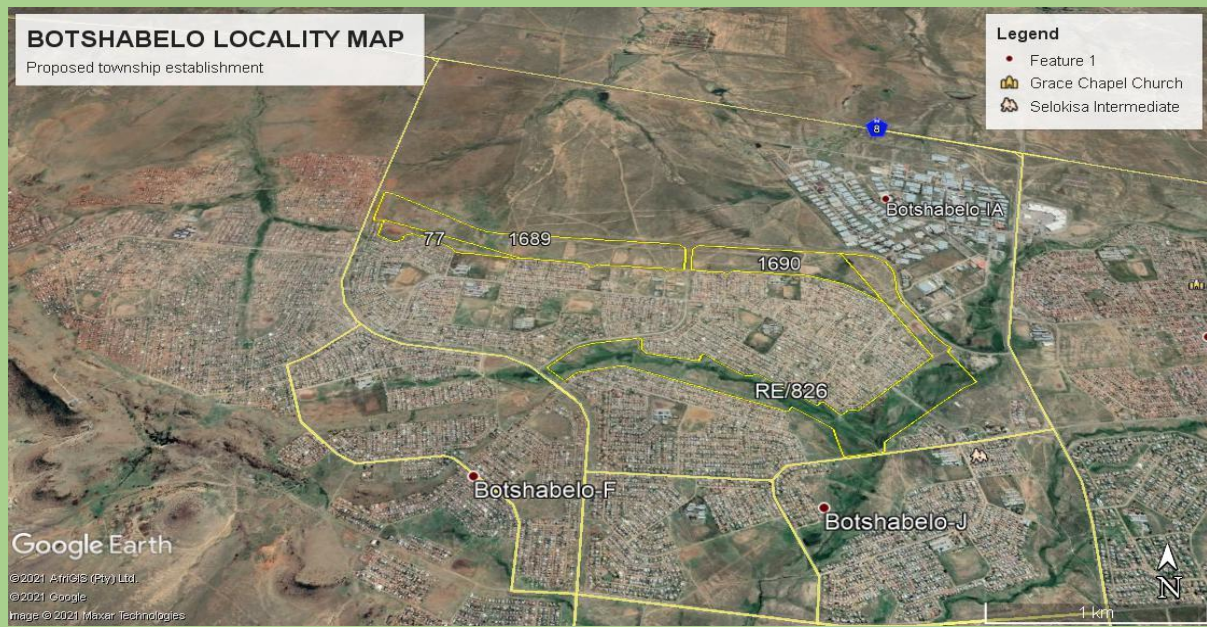 BOTSHABELO LOCALITY MAP
Proposed township establishment
Legend
Feature 1
Grace Chapel Church
Selokisa Intermediate
N
8
Botshabelo-IA
77
1689
1690
RE/826
Botshabelo-F
Botshabelo-J
Google Earth
©2021 AfriGIS (Pty) Ltd.
©2021 Google
Image ©2021 Maxar Technologies
N
1 km